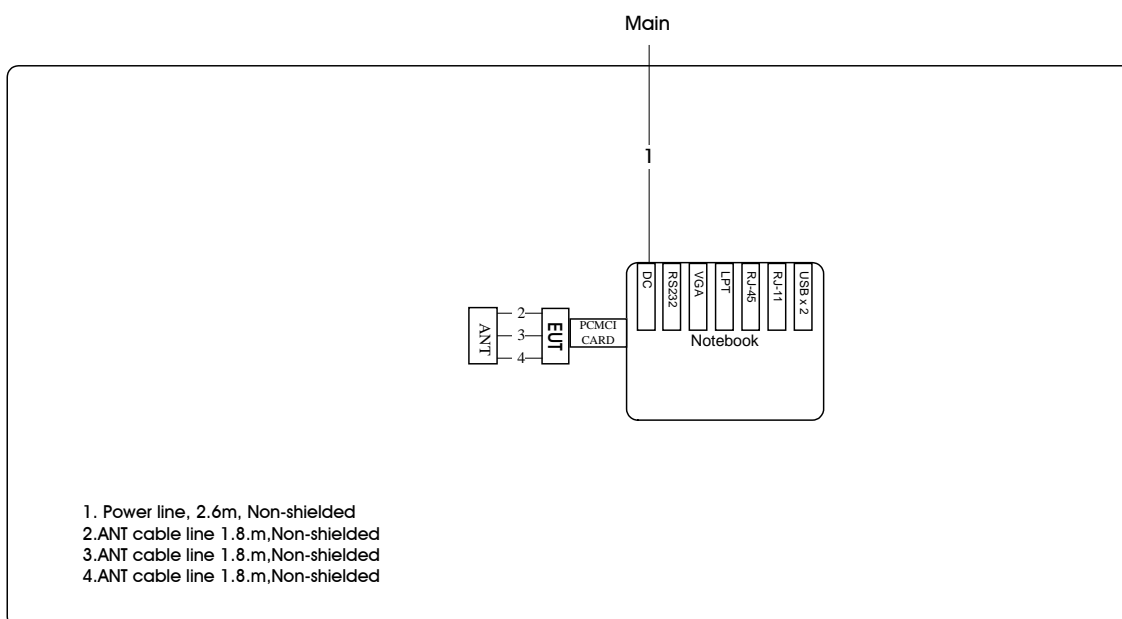 Main
1
DC
RS232
VGA
LPT
RJ-45
RJ-11
USB x 2
Notebook
ANT
2
3
4
EUT
PCMCI
CARD
1. Power line, 2.6m, Non-shielded
2.ANT cable line 1.8.m,Non-shielded
3.ANT cable line 1.8.m,Non-shielded
4.ANT cable line 1.8.m,Non-shielded